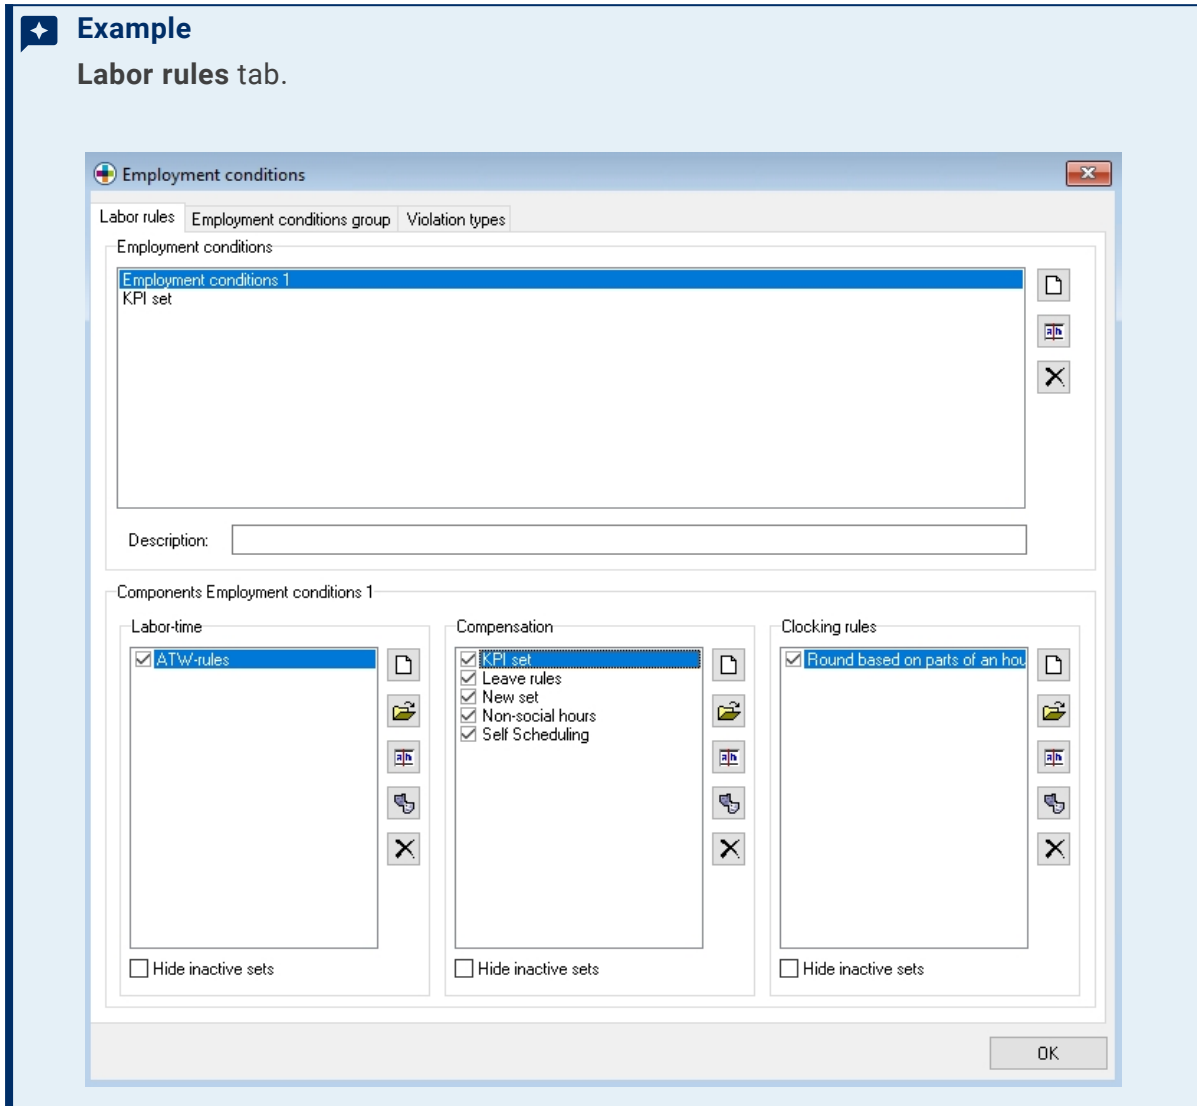 Example
Labor rules tab.
Employment conditions
Labor rules Employment conditions group Violation types
Employment conditions
Employment conditions 1
KPI set
Description:
Components Employment conditions 1
Labor-time
ATW-rules
Hide inactive sets
Compensation
KPI set
Leave rules
New set
Non-social hours
Self Scheduling
Hide inactive sets
Clocking rules
Round based on parts of an hou
Hide inactive sets
OK